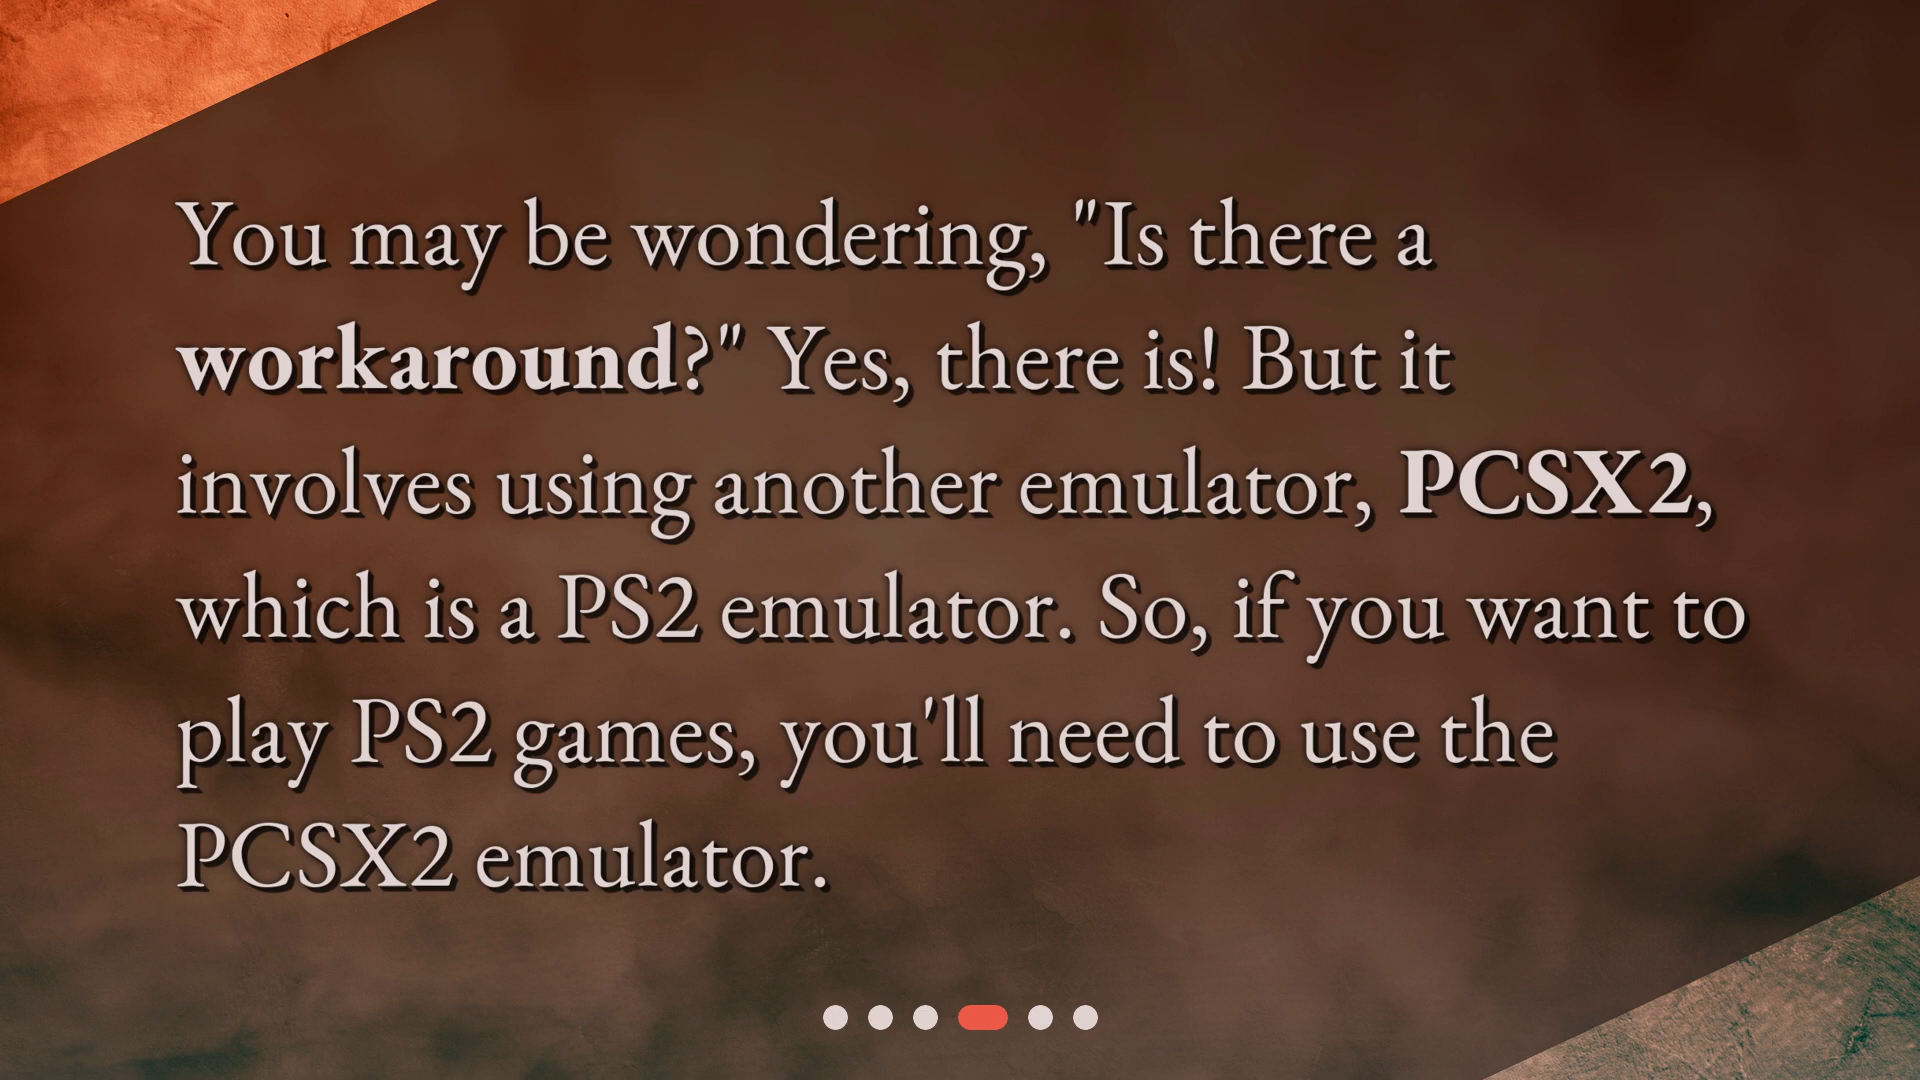 You may be wondering, "Is there a
workaround?" Yes, there is! But it
involves using another emulator, PCSX2,
which is a PS2 emulator. So, if you want to
play PS2 games, you'll need to use the
PCSX2 emulator.